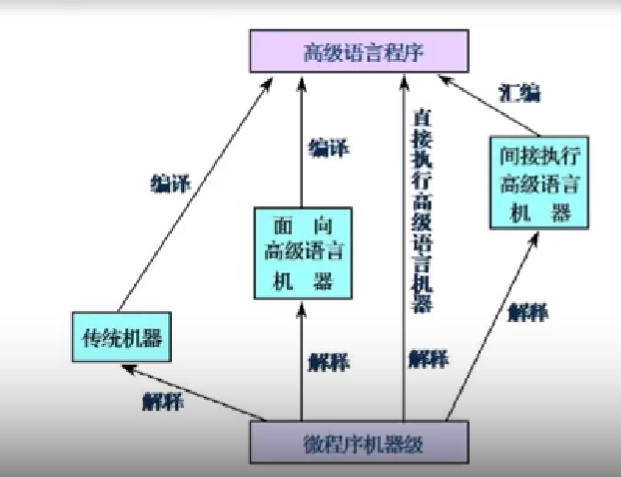 高级语言程序
汇编
编译
直接执行高级语言机器
间接执行
高级语言
机 器
编译
面 向
高级语言
机 器
传统机器
解释
解释
解释
解释
微程序机器级